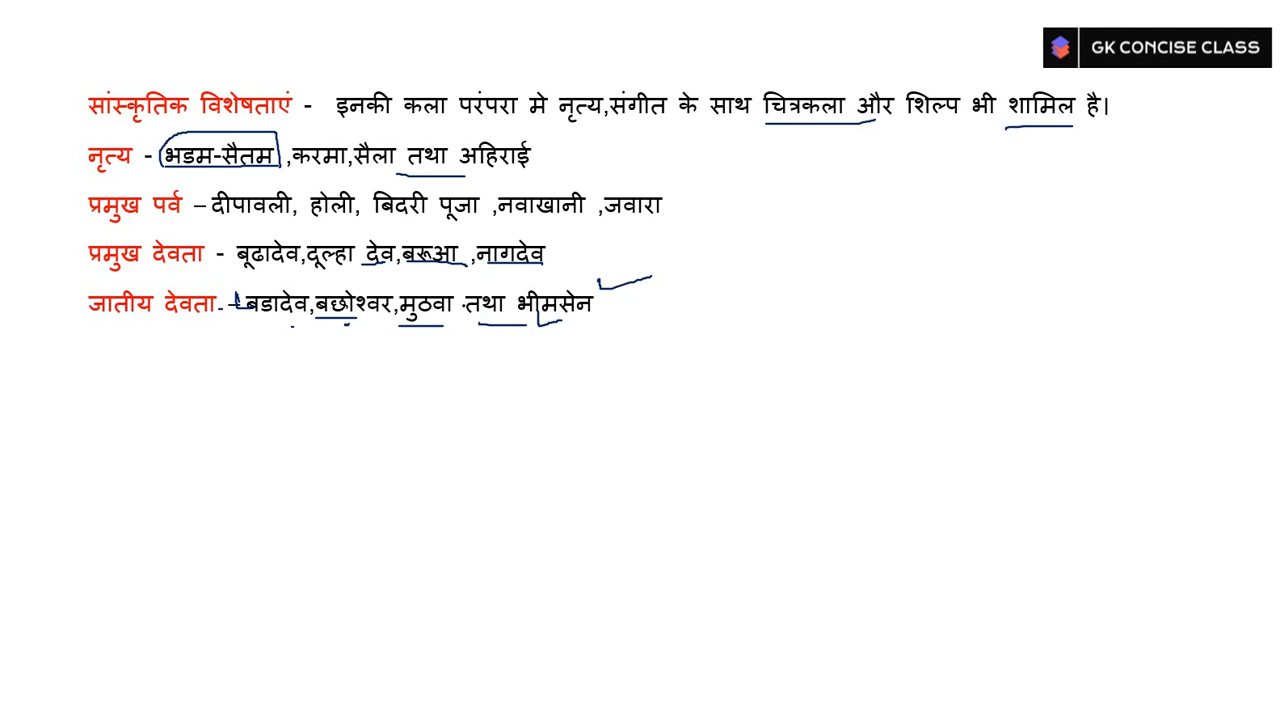 GK CONCISE CLASS
सांस्कृतिक विशेषताएं - इनकी कला परंपरा मे नृत्य,संगीत के साथ चित्रकला और शिल्प भी शामिल है।
नृत्य - भडम-सैतम ,करमा,सैला तथा अहिराई
प्रमुख पर्व – दीपावली, होली, बिदरी पूजा ,नवाखानी ,जवारा
प्रमुख देवता - बूढादेव,दूल्हा देव,बरूआ ,नागदेव
जातीय देवता – बडादेव,बछोश्वर,मुठवा तथा भीमसेन